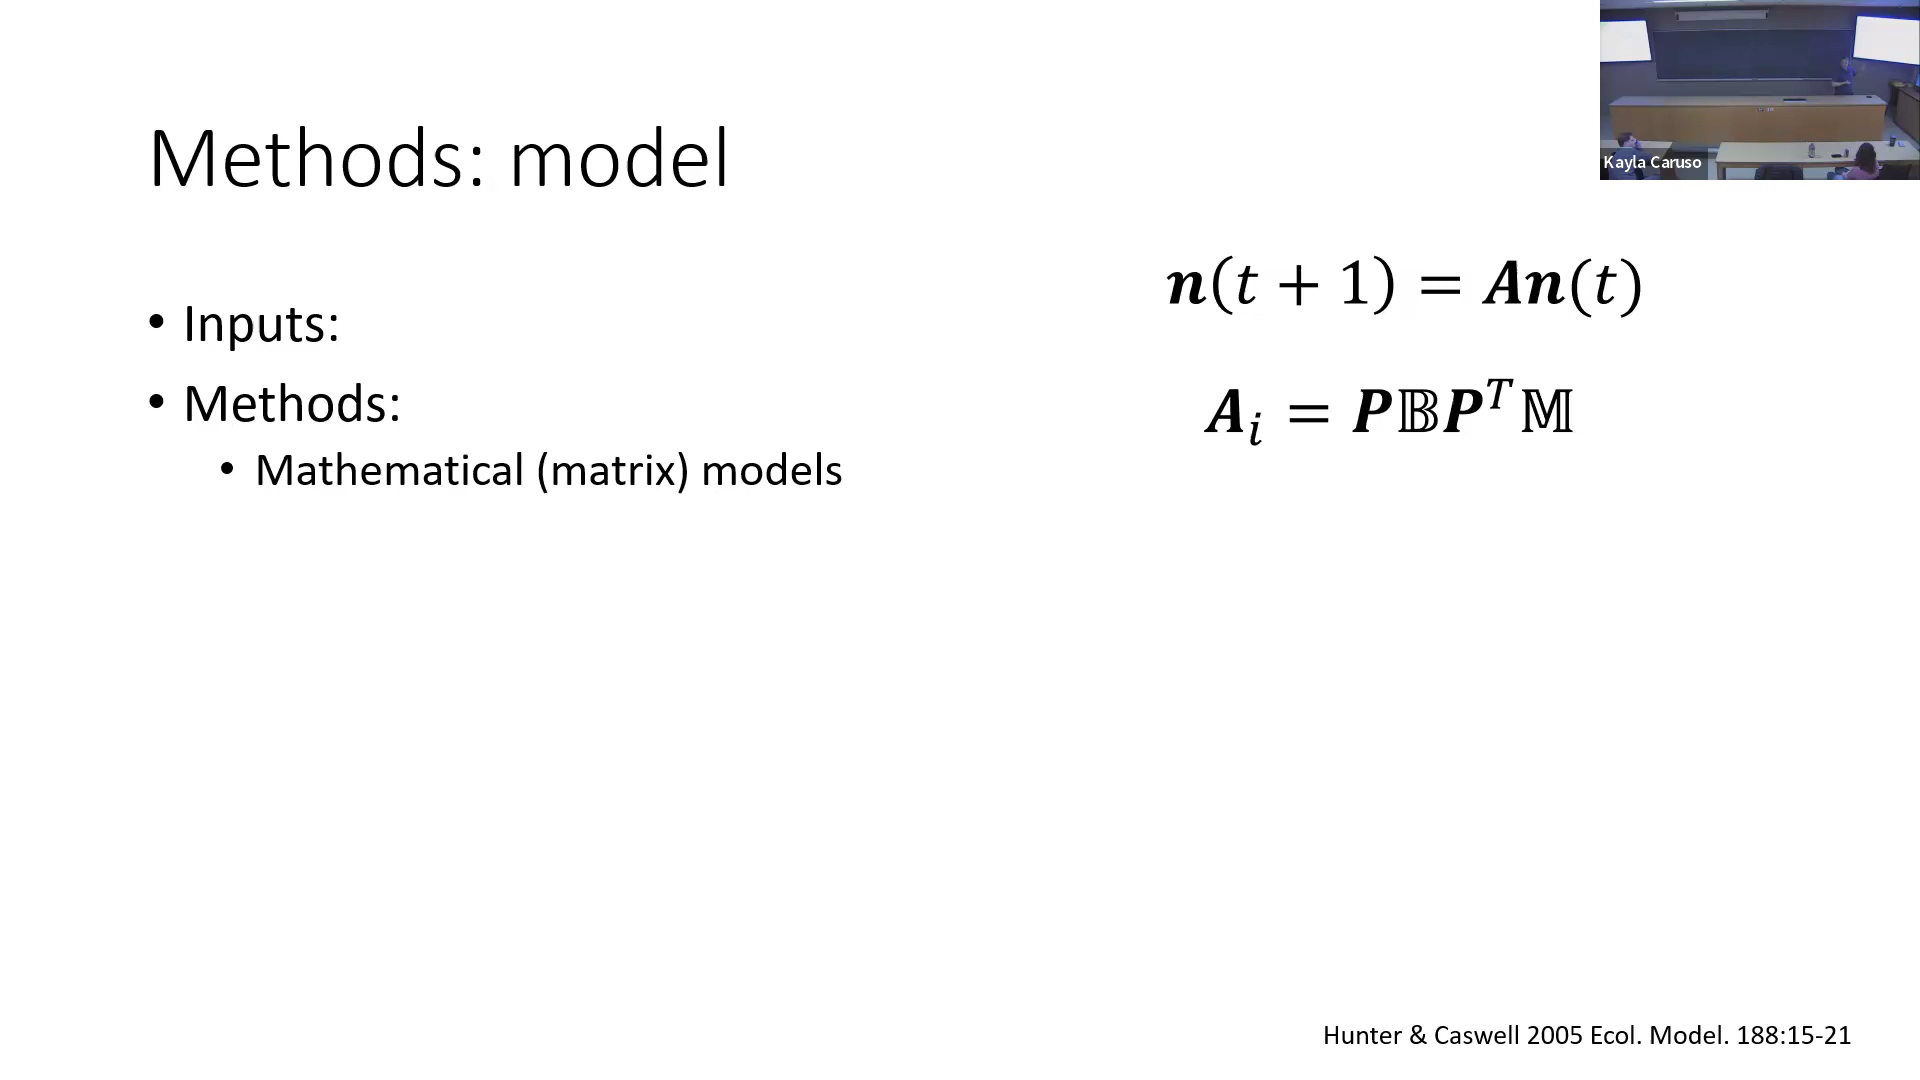 Kayla Caruso
Methods: model
• Inputs:
• Methods:
• Mathematical (matrix) models
𝒏(𝑡 + 1) = 𝑨𝒏(𝑡)
𝑨ᵢ = 𝑷𝔹𝑷ᵀ𝕄
Hunter & Caswell 2005 Ecol. Model. 188:15-21